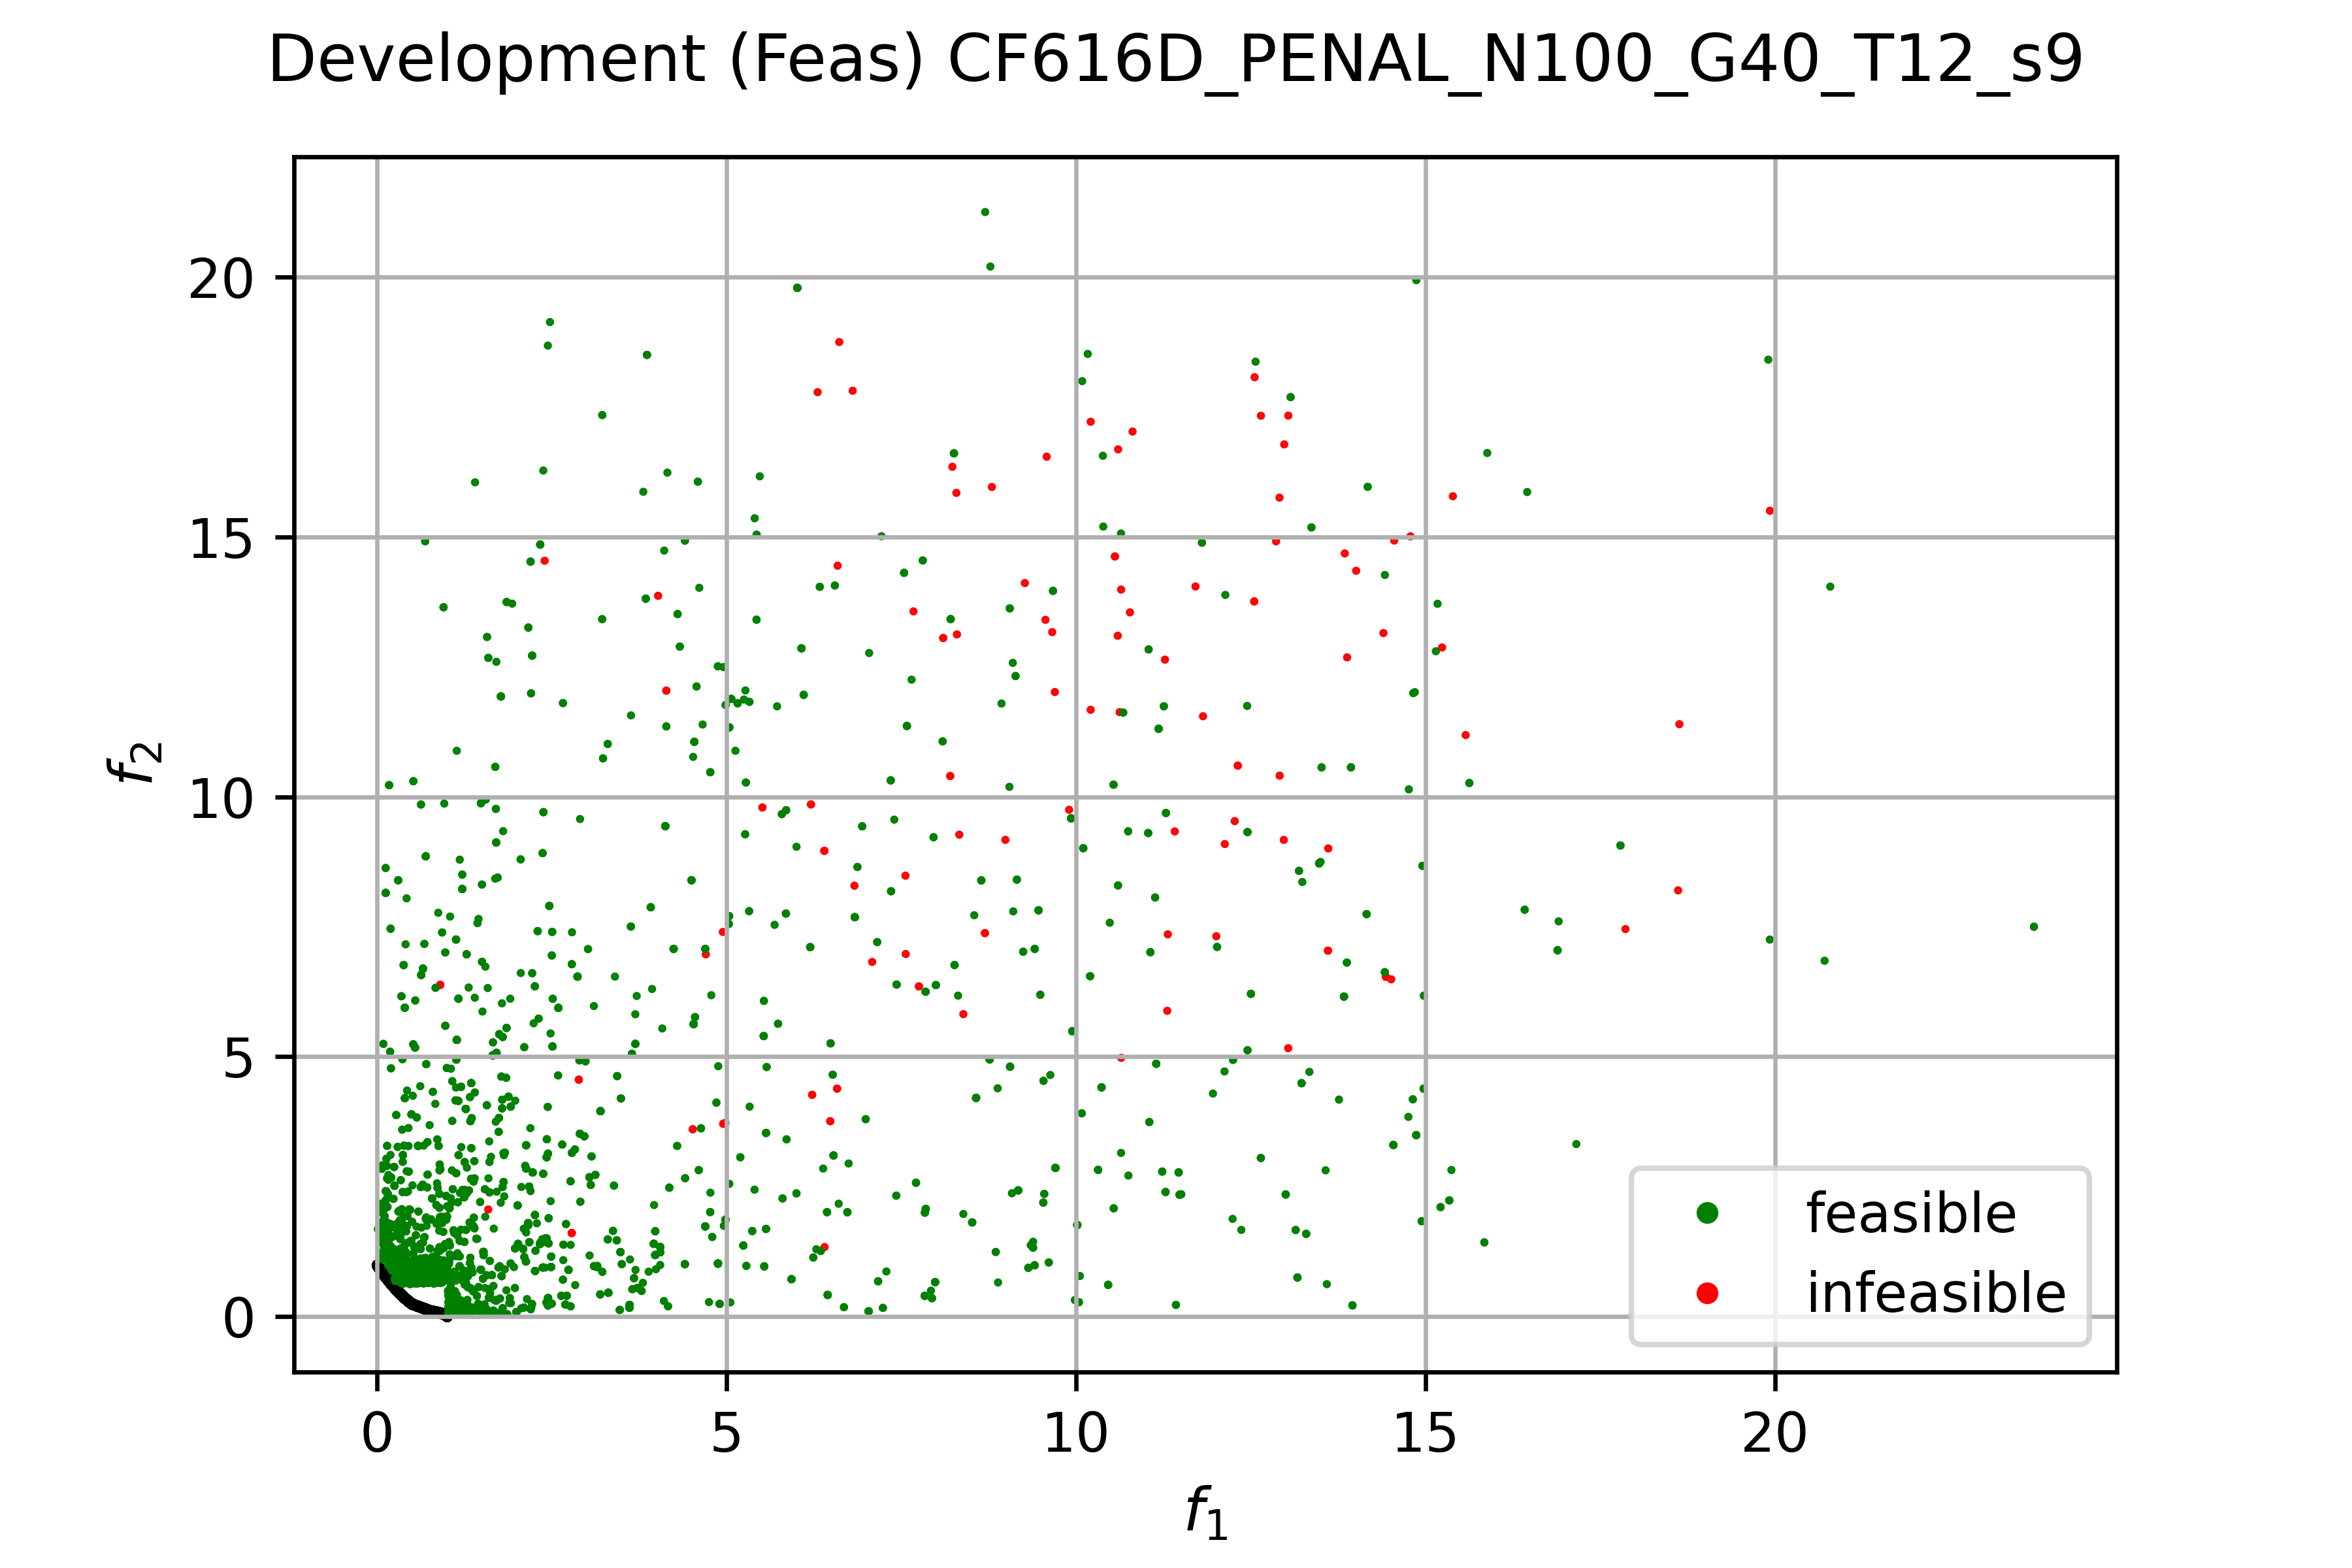 Development (Feas) CF616D_PENAL_N100_G40_T12_s9
20
15
10
5
0
f2
0 5 10 15 20
f1
feasible
infeasible